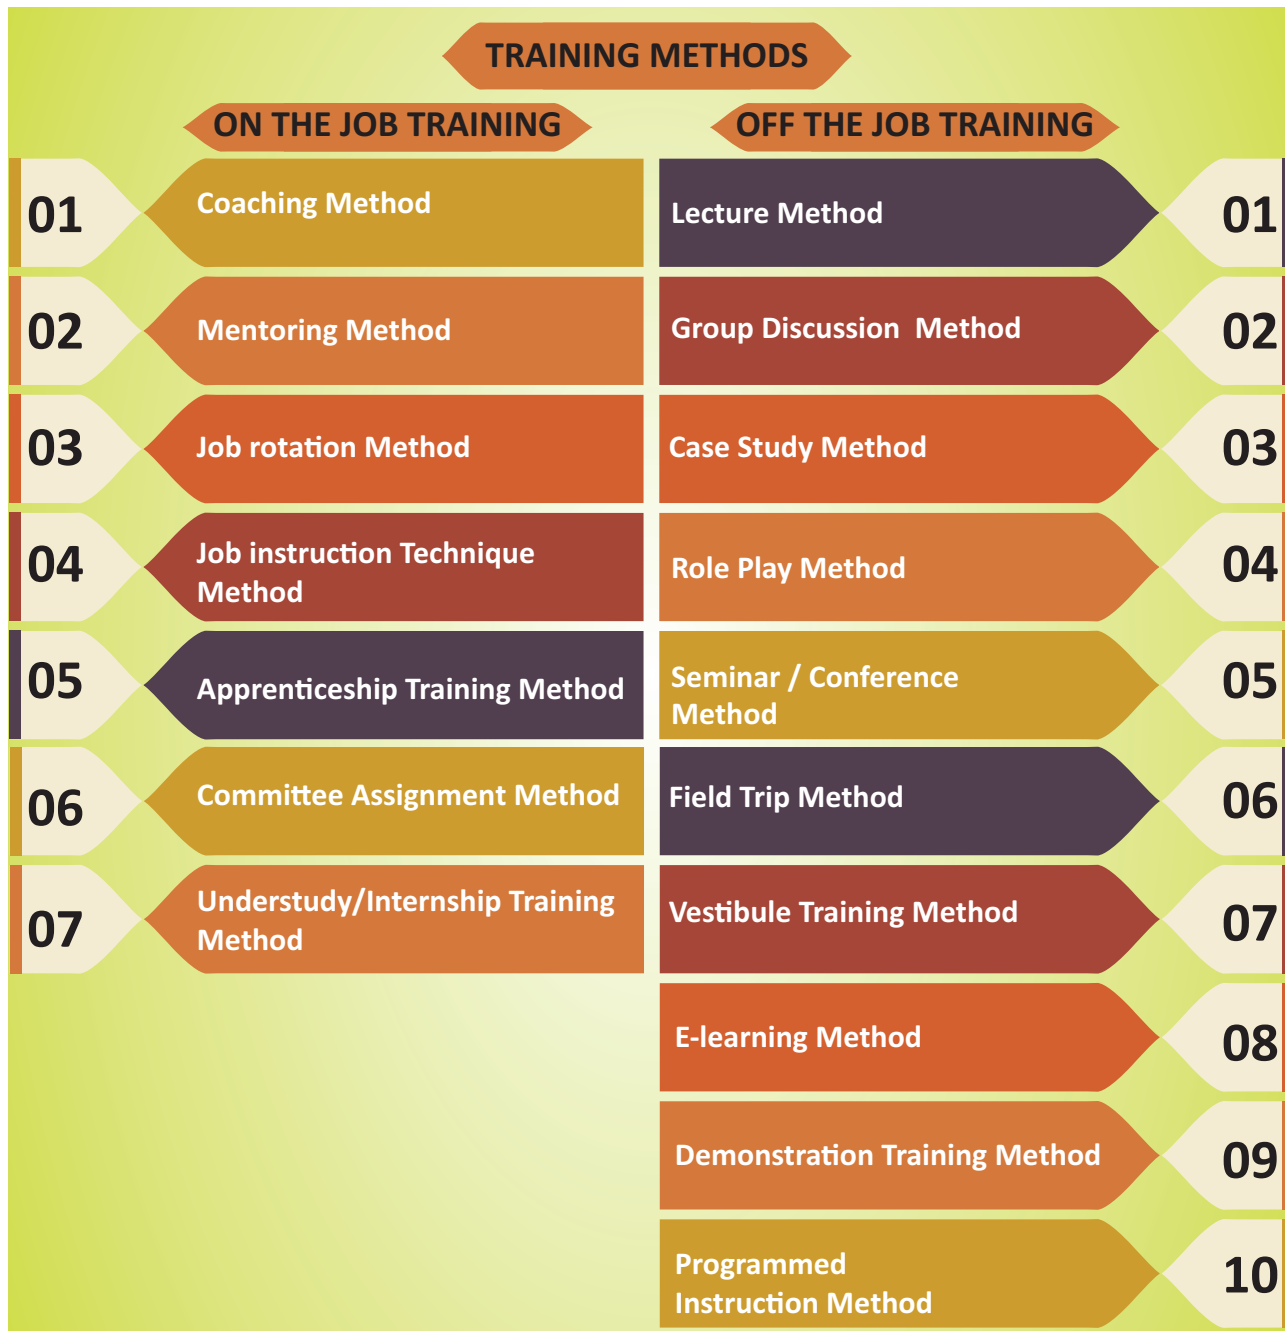 TRAINING METHODS
ON THE JOB TRAINING
01
Coaching Method
02
Mentoring Method
03
Job rotation Method
04
Job instruction Technique
Method
05
Apprenticeship Training Method
06
Committee Assignment Method
07
Understudy/Internship Training
Method
OFF THE JOB TRAINING
Lecture Method
01
Group Discussion  Method
02
Case Study Method
03
Role Play Method
04
Seminar / Conference
Method
05
Field Trip Method
06
Vestibule Training Method
07
E-learning Method
08
Demonstration Training Method
09
Programmed
Instruction Method
10